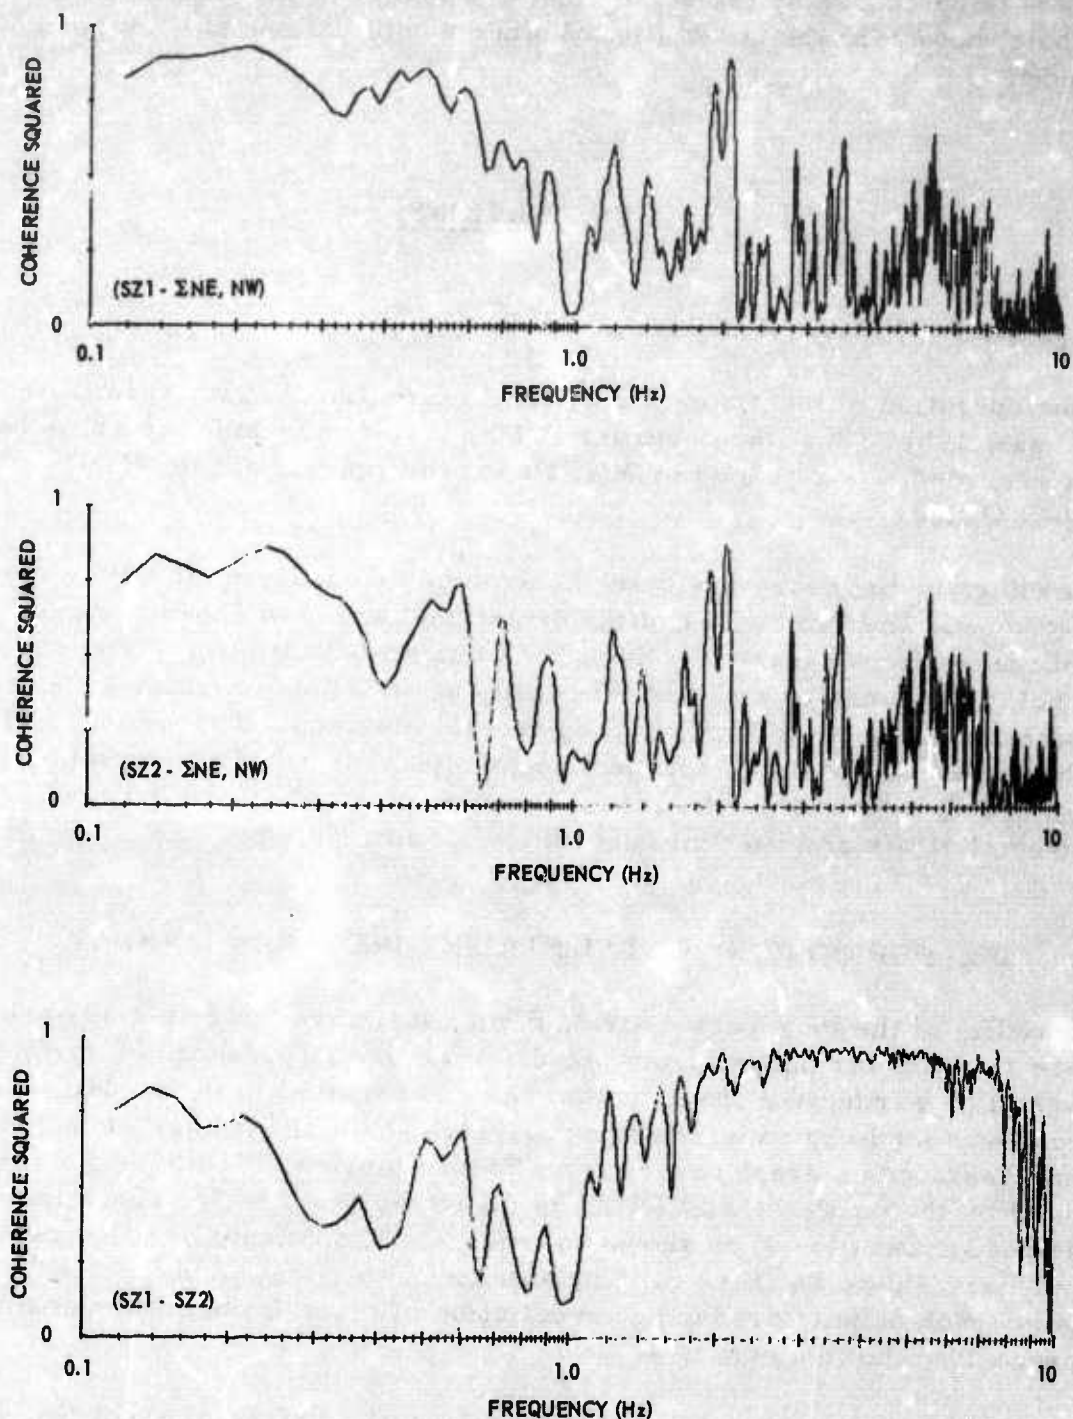 1
COHERENCE SQUARED
(SZ1 - ΣNE, NW)
0
0.1
1.0
10
FREQUENCY (Hz)
1
COHERENCE SQUARED
(SZ2 - ΣNE, NW)
0
0.1
1.0
10
FREQUENCY (Hz)
1
COHERENCE SQUARED
(SZ1 - SZ2)
0
0.1
1.0
10
FREQUENCY (Hz)